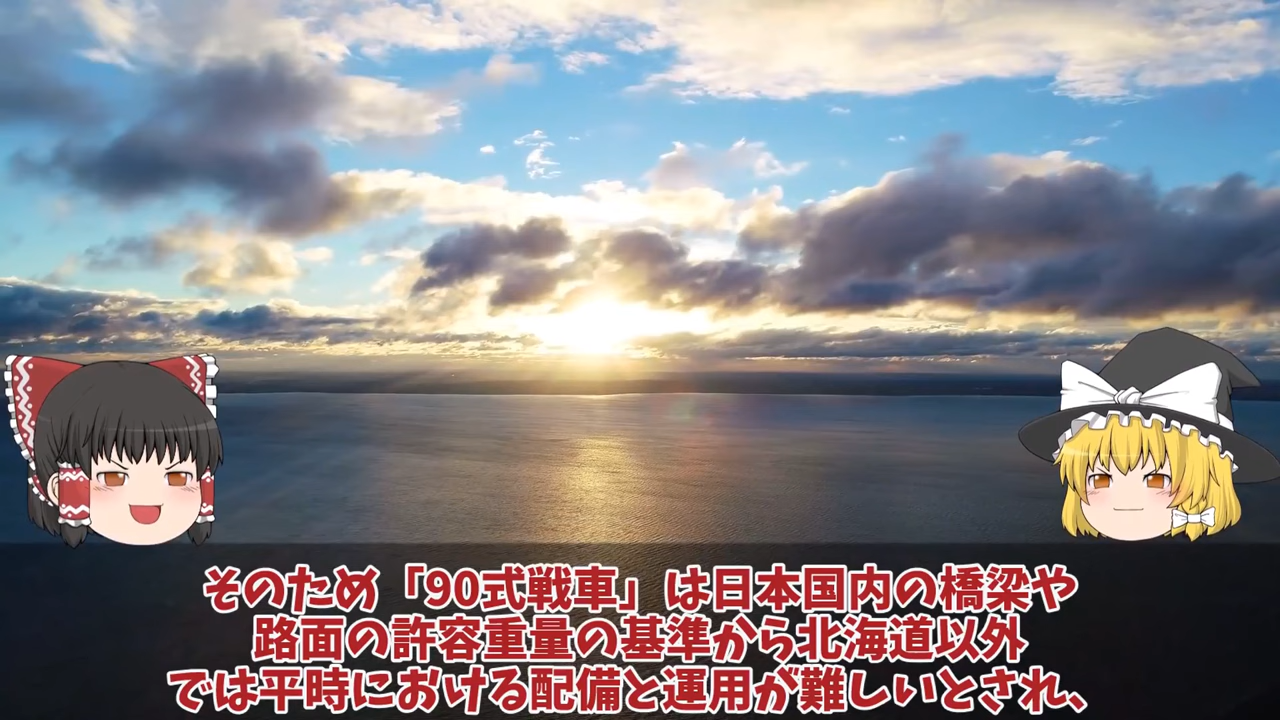 そのため「90式戦車」は日本国内の橋梁や
路面の許容重量の基準から北海道以外
では平時における配備と運用が難しいとされ、